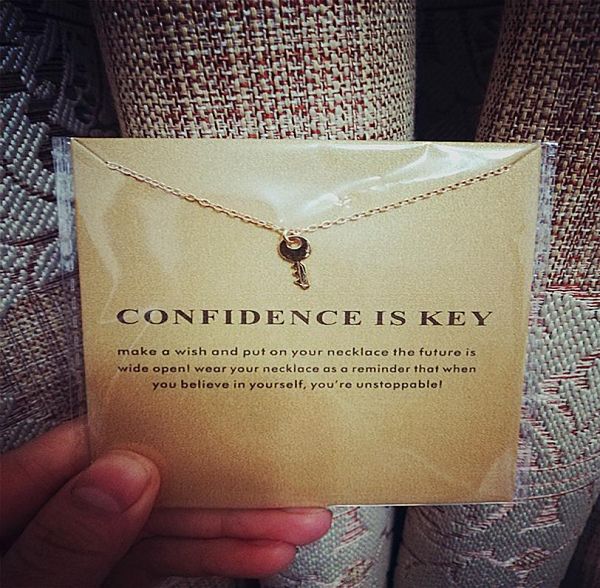 CONFIDENCE IS KEY
make a wish and put on your necklace the future is
wide open! wear your necklace as a reminder that when
you believe in yourself, you're unstoppable!